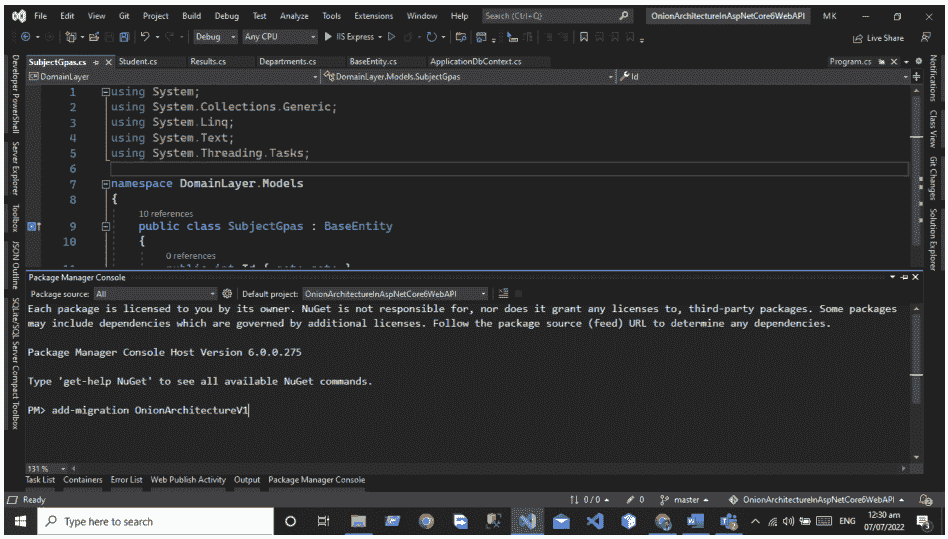 File Edit View Git Project Build Debug Test Analyze Tools Extensions Window Help Search (Ctrl+Q) OnionArchitectureInAspNetCore6WebAPI MK
Debug Any CPU IIS Express Live Share
SubjectGpas.cs Student.cs Results.cs Departments.cs BaseEntity.cs ApplicationDbContext.cs Program.cs
DomainLayer DomainLayer.Models.SubjectGpas Id
1 using System;
2 using System.Collections.Generic;
3 using System.Linq;
4 using System.Text;
5 using System.Threading.Tasks;
6
7 namespace DomainLayer.Models
8 {
10 references
9 public class SubjectGpas : BaseEntity
10 {
0 references
Developer PowerShell
Server Explorer
Toolbox
JSON Outline
SQLite/SQL Server Compact Toolbox
Notifications
Class View
Git Changes
Solution Explorer
Package Manager Console
Package source: All Default project: OnionArchitectureInAspNetCore6WebAPI
Each package is licensed to you by its owner. NuGet is not responsible for, nor does it grant any licenses to, third-party packages. Some packages
may include dependencies which are governed by additional licenses. Follow the package source (feed) URL to determine any dependencies.
Package Manager Console Host Version 6.0.0.275
Type 'get-help NuGet' to see all available NuGet commands.
PM> add-migration OnionArchitectureV1
131 %
Task List Containers Error List Web Publish Activity Output Package Manager Console
Ready 0 / 0 0 master OnionArchitectureInAspNetCore6WebAPI
Type here to search ENG 12:30 am
07/07/2022